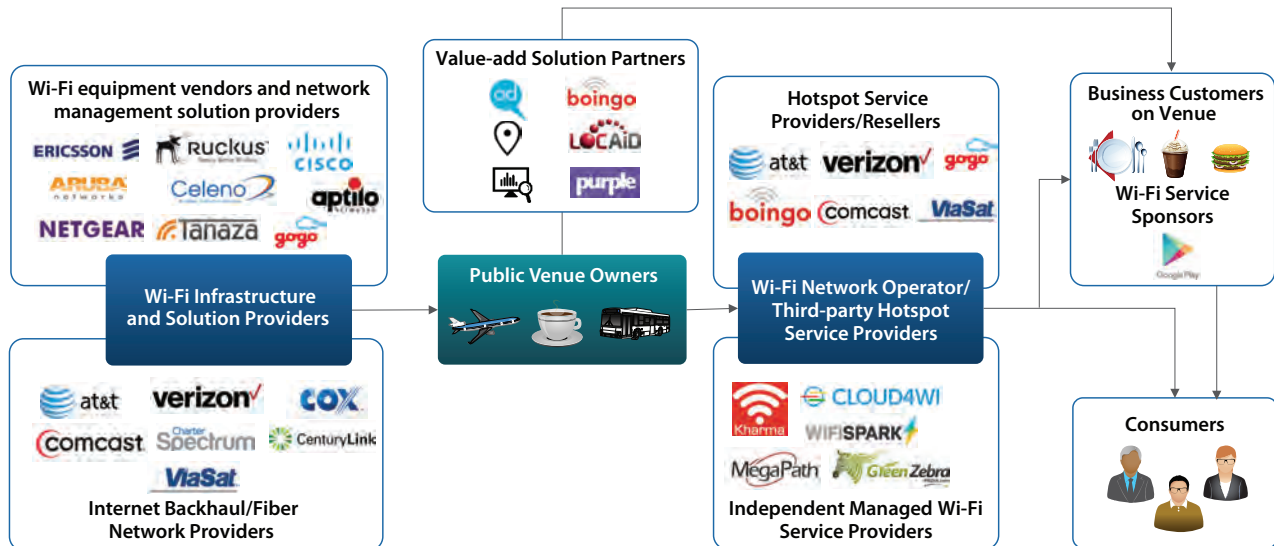 Wi-Fi equipment vendors and network
management solution providers
ERICSSON
RUCKUS
CISCO
ARUBA
networks
Celeno
aptilo
NETWORKS
NETGEAR
Tanaza
gogo
Wi-Fi Infrastructure
and Solution Providers
at&t
verizon
COX
comcast
Charter
Spectrum
CenturyLink
ViaSat
Internet Backhaul/Fiber
Network Providers
Value-add Solution Partners
ad
boingo
LOCAiD
purple
Public Venue Owners
Hotspot Service
Providers/Resellers
at&t
verizon
gogo
boingo
comcast
ViaSat
Wi-Fi Network Operator/
Third-party Hotspot
Service Providers
Kharma
CLOUD4WI
WIFISPARK
MegaPath
GreenZebra
Independent Managed Wi-Fi
Service Providers
Business Customers
on Venue
Wi-Fi Service
Sponsors
Google Play
Consumers